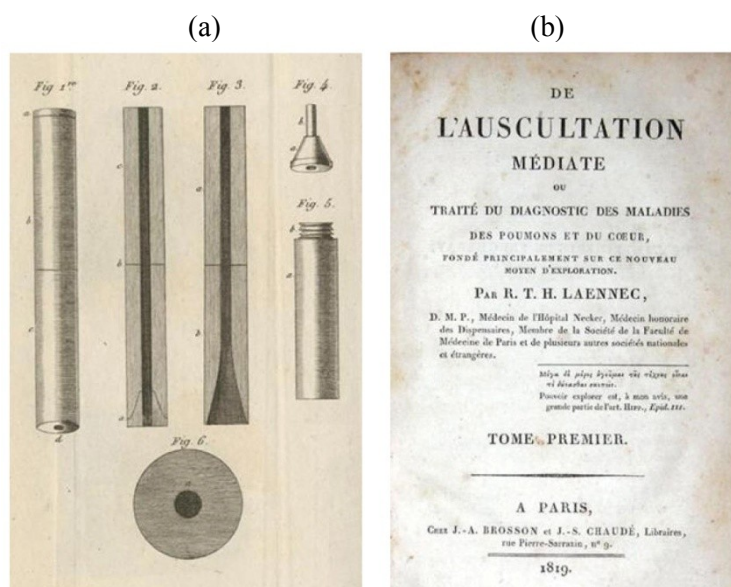 (a)
(b)
Fig 1.re
Fig. 2.
Fig. 3.
Fig. 4
Fig. 5.
Fig. 6.
a
b
c
d
c
b
a
a
b
b
a
b
a
a
DE
L'AUSCULTATION
MÉDIATE
OU
TRAITÉ DU DIAGNOSTIC DES MALADIES
DES POUMONS ET DU CŒUR,
FONDÉ PRINCIPALEMENT SUR CE NOUVEAU
MOYEN D'EXPLORATION.
PAR R. T. H. LAENNEC,
D. M. P., Médecin de l'Hôpital Necker, Médecin honoraire
des Dispensaires, Membre de la Société de la Faculté de
Médecine de Paris et de plusieurs autres sociétés nationales
et étrangères.
Pouvoir explorer est, à mon avis, une
grande partie de l'art. HIPP., Epid. III.
TOME PREMIER.
A PARIS,
CHEZ J.-A. BROSSON et J.-S. CHAUDÉ, Libraires,
rue Pierre-Sarrazin, n° 9.
1819.